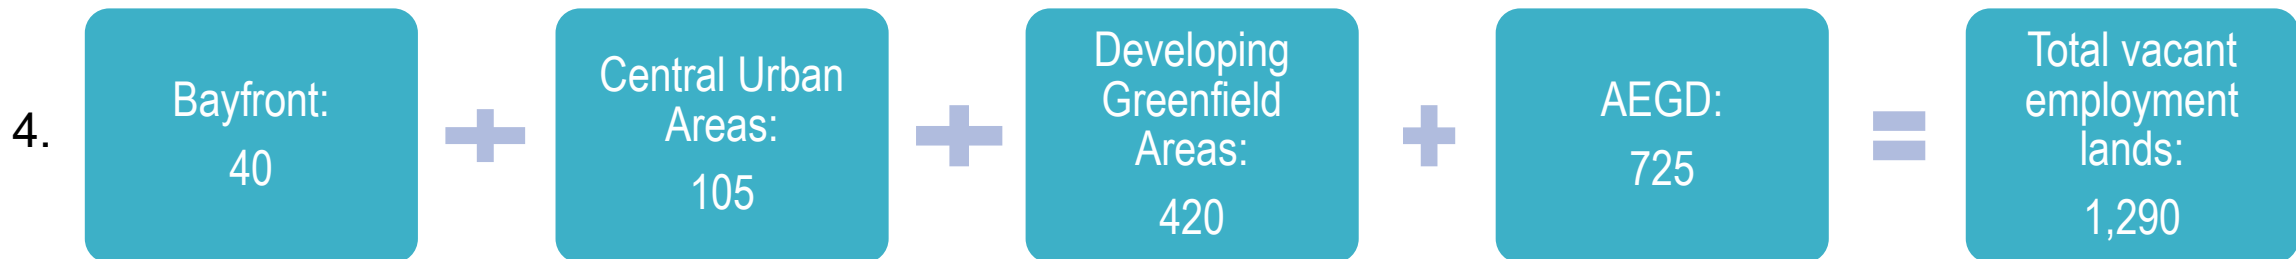 4.
Bayfront:
40
+
Central Urban
Areas:
105
+
Developing
Greenfield
Areas:
420
+
AEGD:
725
=
Total vacant
employment
lands:
1,290